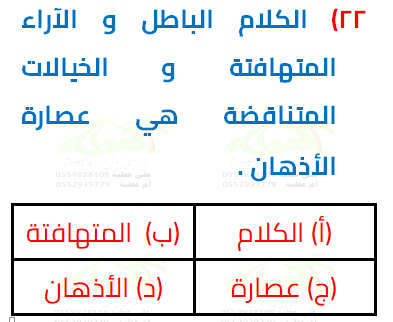 ٢٢) الكلام الباطل و الآراء
المتهافتة و الخيالات
المتناقضة هي عصارة
الأذهان .
(أ) الكلام (ب) المتهافتة
(ج) عصارة (د) الأذهان